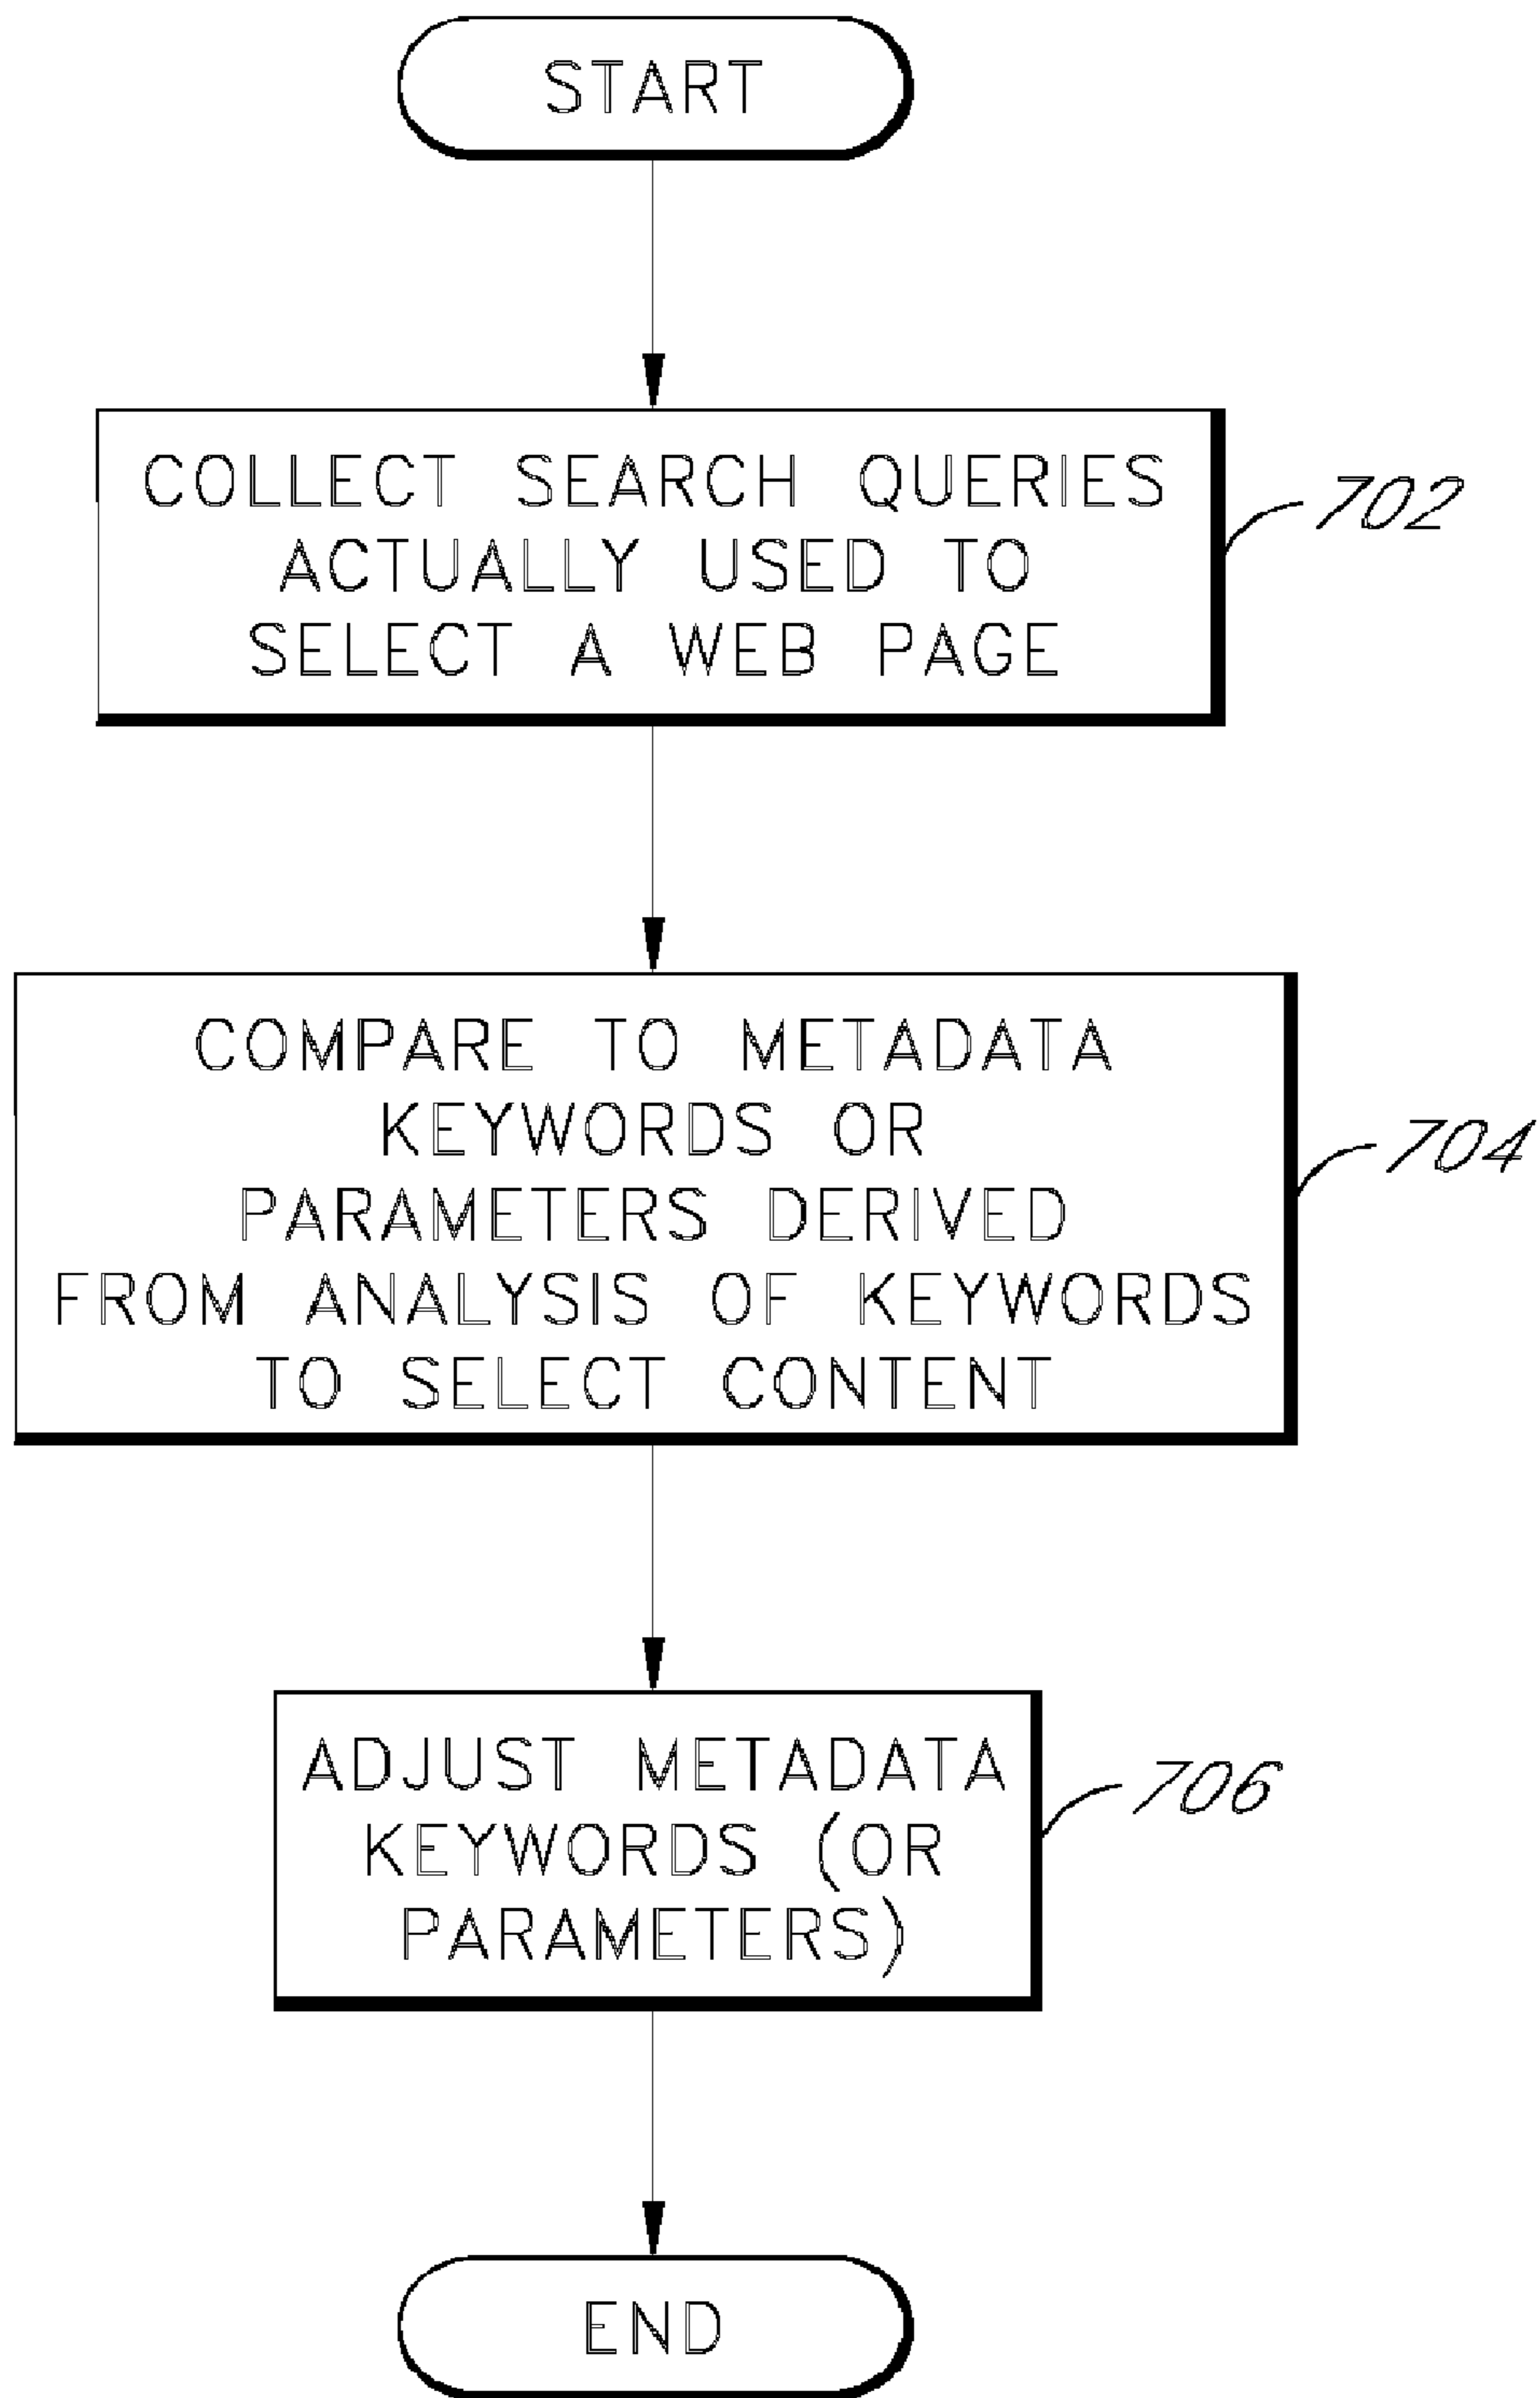 START
COLLECT SEARCH QUERIES
ACTUALLY USED TO
SELECT A WEB PAGE
702
COMPARE TO METADATA
KEYWORDS OR
PARAMETERS DERIVED
FROM ANALYSIS OF KEYWORDS
TO SELECT CONTENT
704
ADJUST METADATA
KEYWORDS (OR
PARAMETERS)
706
END